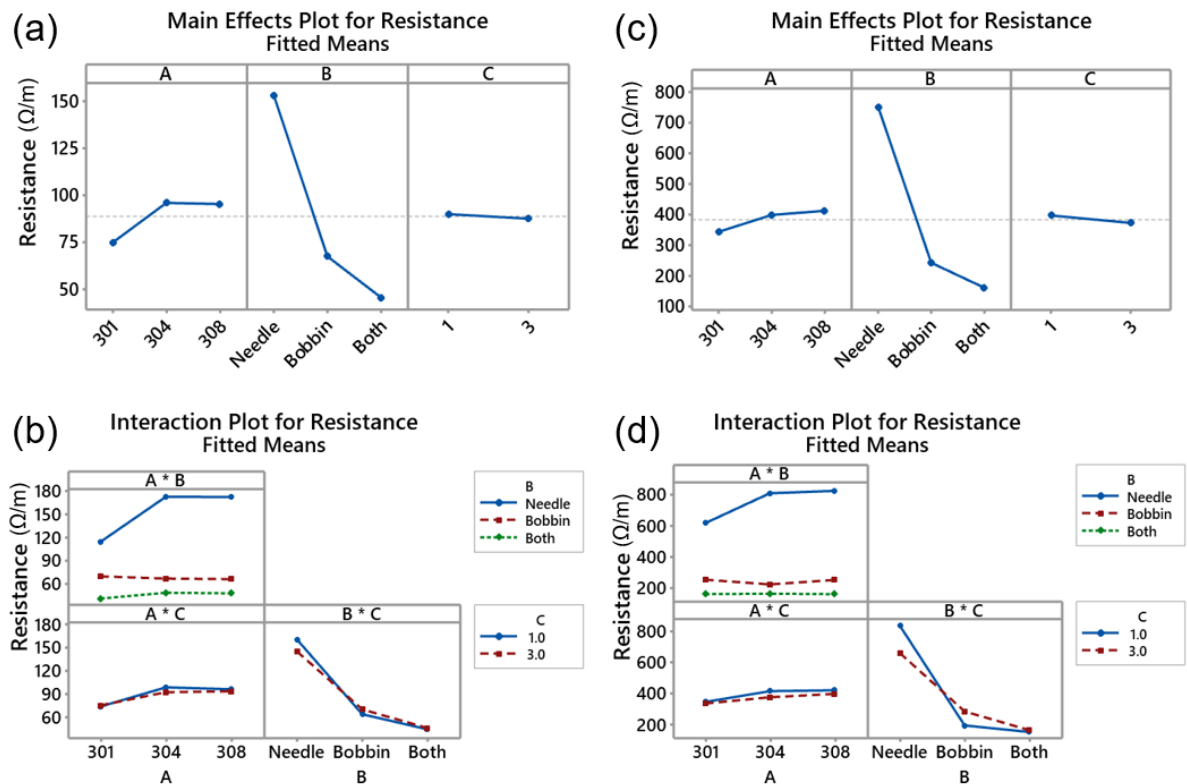 (a)
Main Effects Plot for Resistance
Fitted Means
A B C
Resistance (Ω/m)
150
125
100
75
50
301 304 308 Needle Bobbin Both 1 3
(c)
Main Effects Plot for Resistance
Fitted Means
A B C
Resistance (Ω/m)
800
700
600
500
400
300
200
100
301 304 308 Needle Bobbin Both 1 3
(b)
Interaction Plot for Resistance
Fitted Means
A * B
Resistance (Ω/m)
180
150
120
90
60
B
Needle
Bobbin
Both
A * C B * C
180
150
120
90
60
C
1.0
3.0
301 304 308 Needle Bobbin Both
A B
(d)
Interaction Plot for Resistance
Fitted Means
A * B
Resistance (Ω/m)
800
600
400
200
B
Needle
Bobbin
Both
A * C B * C
800
600
400
200
C
1.0
3.0
301 304 308 Needle Bobbin Both
A B